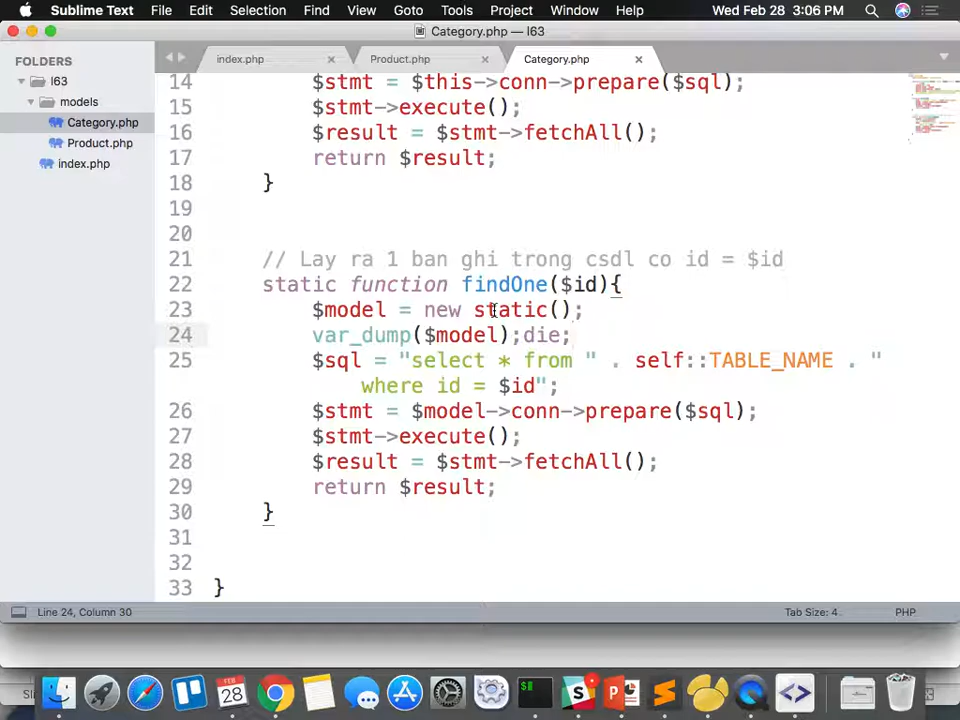 Sublime Text File Edit Selection Find View Goto Tools Project Window Help Wed Feb 28 3:06 PM
Category.php — l63
FOLDERS
l63
models
Category.php
Product.php
index.php
index.php
Product.php
Category.php
14 $stmt = $this->conn->prepare($sql);
15 $stmt->execute();
16 $result = $stmt->fetchAll();
17 return $result;
18 }
19
20
21 // Lay ra 1 ban ghi trong csdl co id = $id
22 static function findOne($id){
23 $model = new static();
24 var_dump($model);die;
25 $sql = "select * from " . self::TABLE_NAME . "
where id = $id";
26 $stmt = $model->conn->prepare($sql);
27 $stmt->execute();
28 $result = $stmt->fetchAll();
29 return $result;
30 }
31
32
33 }
Line 24, Column 30 Tab Size: 4 PHP
FEB
28